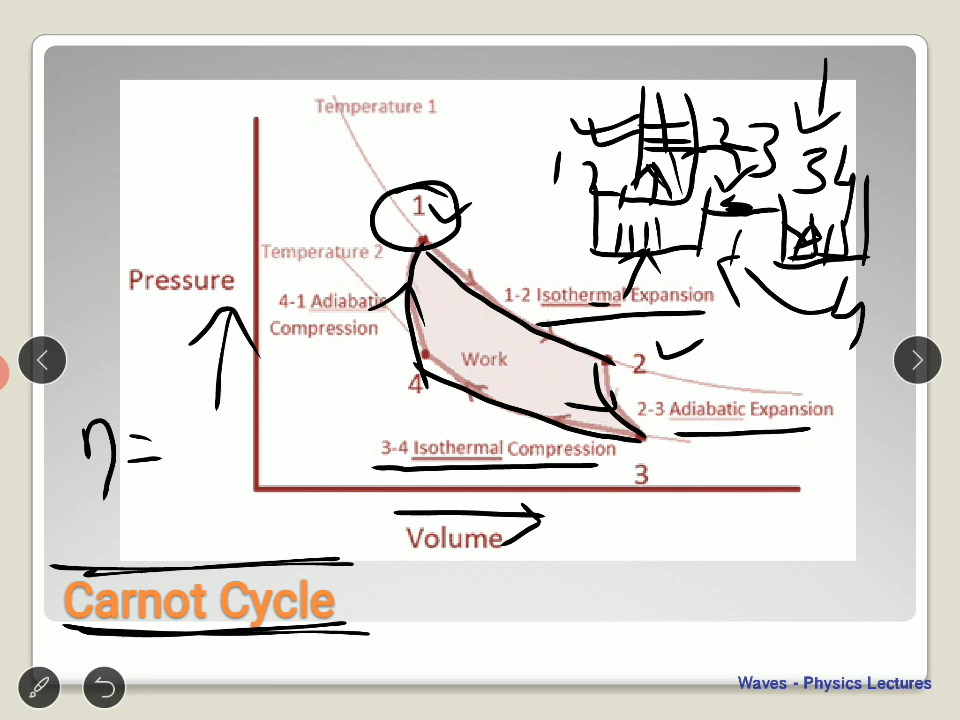 Temperature 1
1
Temperature 2
Pressure
4-1 Adiabatic
Compression
1-2 Isothermal Expansion
Work
2
4
2-3 Adiabatic Expansion
3-4 Isothermal Compression
3
η=
Volume
Carnot Cycle
Waves - Physics Lectures